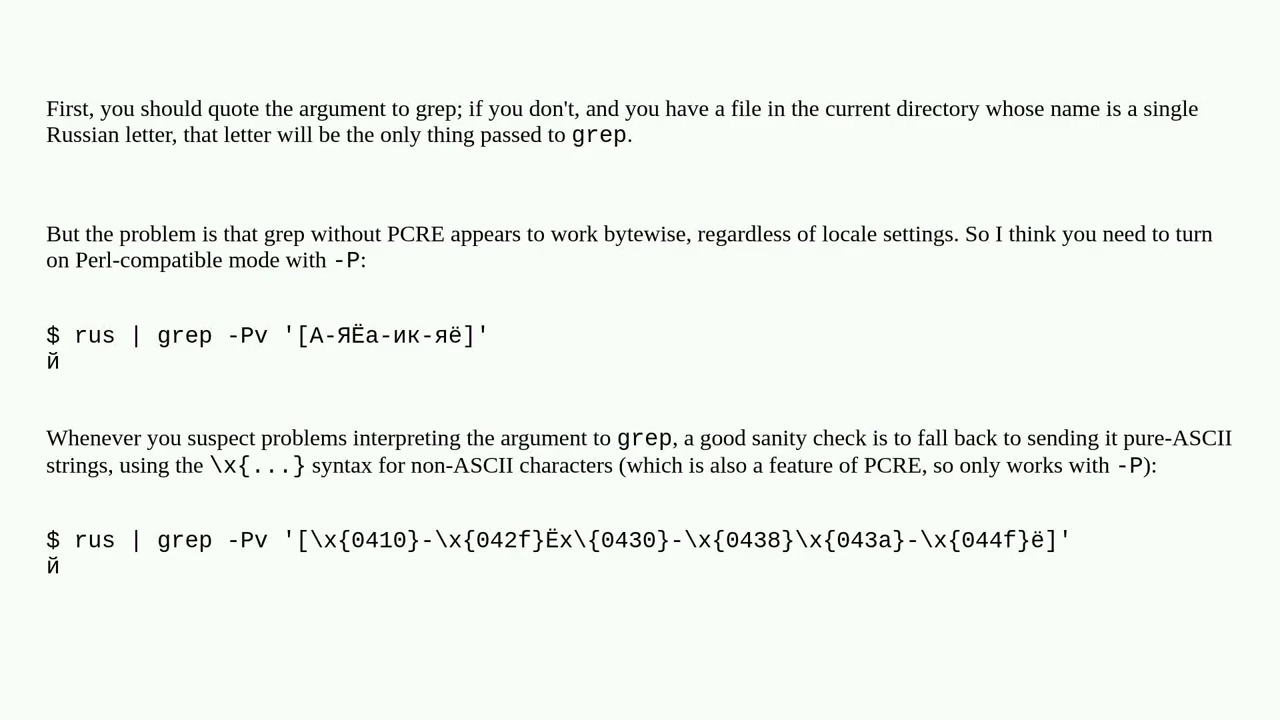 First, you should quote the argument to grep; if you don't, and you have a file in the current directory whose name is a single
Russian letter, that letter will be the only thing passed to grep.
But the problem is that grep without PCRE appears to work bytewise, regardless of locale settings. So I think you need to turn
on Perl-compatible mode with -P:
$ rus | grep -Pv '[А-ЯЁа-ик-яё]'
й
Whenever you suspect problems interpreting the argument to grep, a good sanity check is to fall back to sending it pure-ASCII
strings, using the \x{...} syntax for non-ASCII characters (which is also a feature of PCRE, so only works with -P):
$ rus | grep -Pv '[\x{0410}-\x{042f}Ёx\{0430}-\x{0438}\x{043a}-\x{044f}ё]'
й